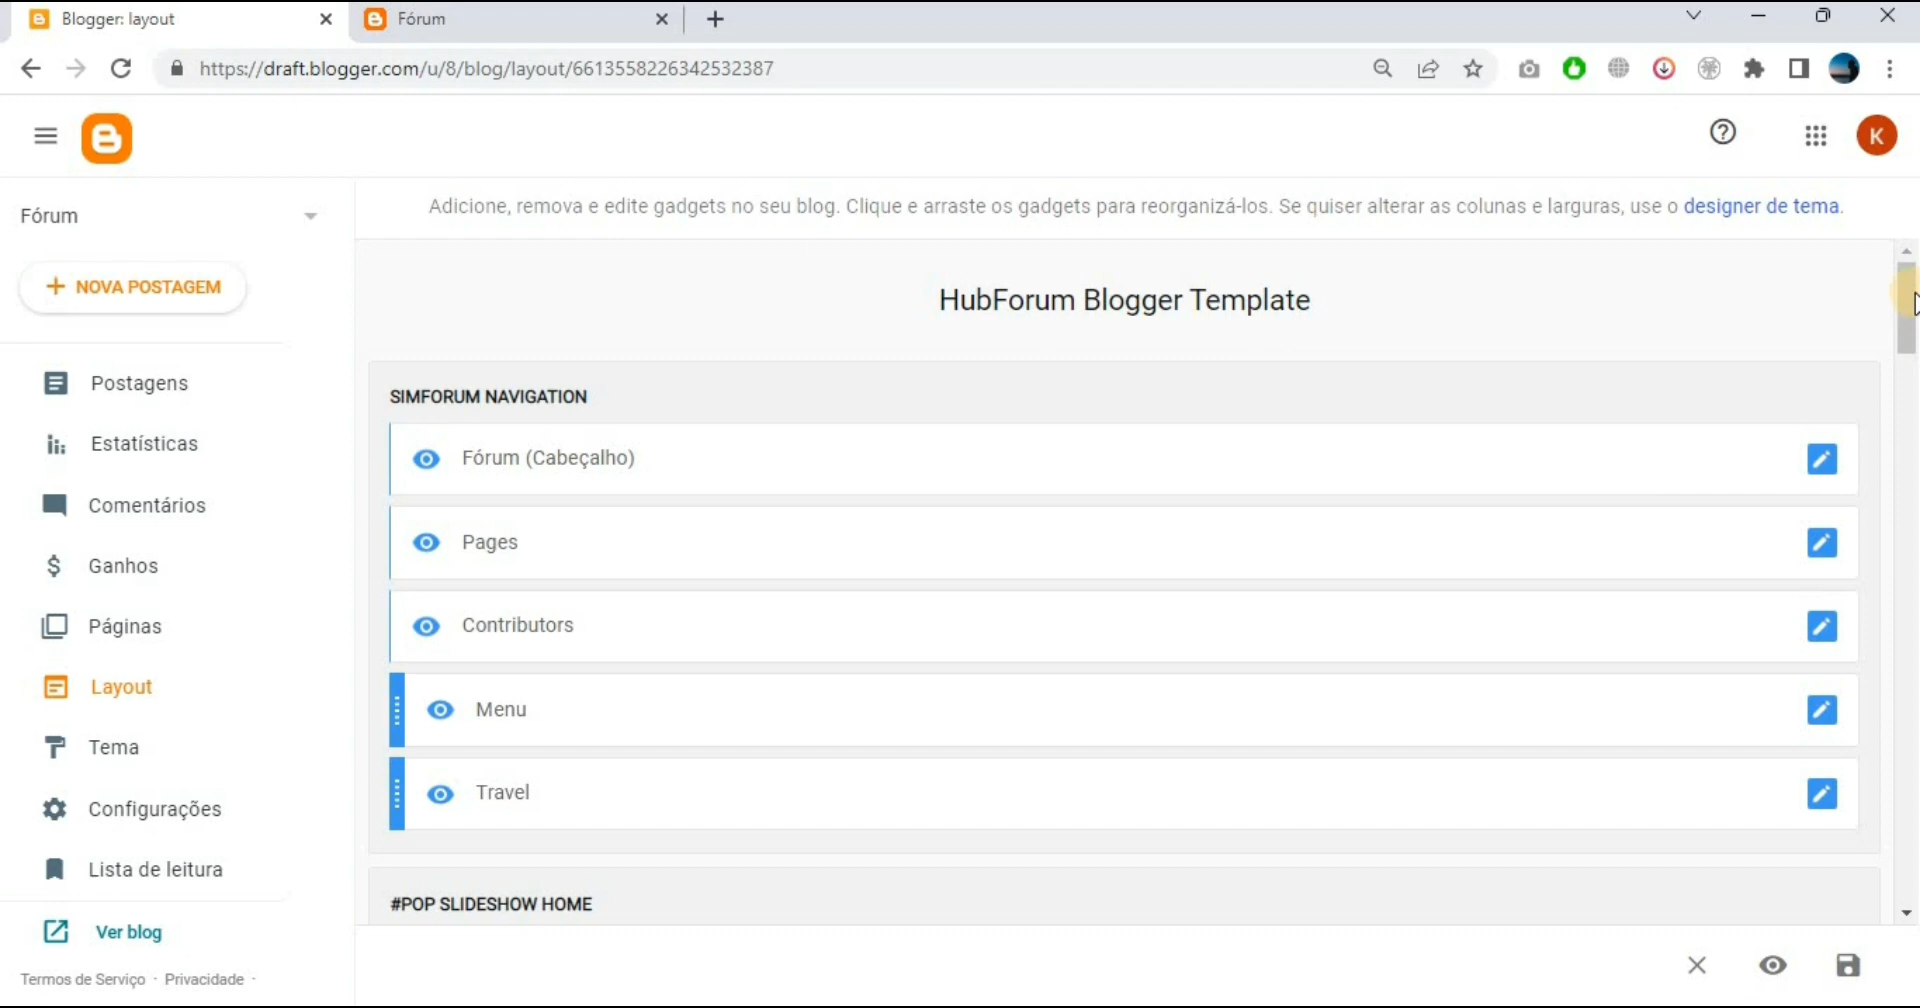 Blogger: layout
Fórum
https://draft.blogger.com/u/8/blog/layout/6613558226342532387
K
Fórum
Adicione, remova e edite gadgets no seu blog. Clique e arraste os gadgets para reorganizá-los. Se quiser alterar as colunas e larguras, use o designer de tema.
NOVA POSTAGEM
Postagens
Estatísticas
Comentários
Ganhos
Páginas
Layout
Tema
Configurações
Lista de leitura
Ver blog
Termos de Serviço · Privacidade ·
HubForum Blogger Template
SIMFORUM NAVIGATION
Fórum (Cabeçalho)
Pages
Contributors
Menu
Travel
#POP SLIDESHOW HOME